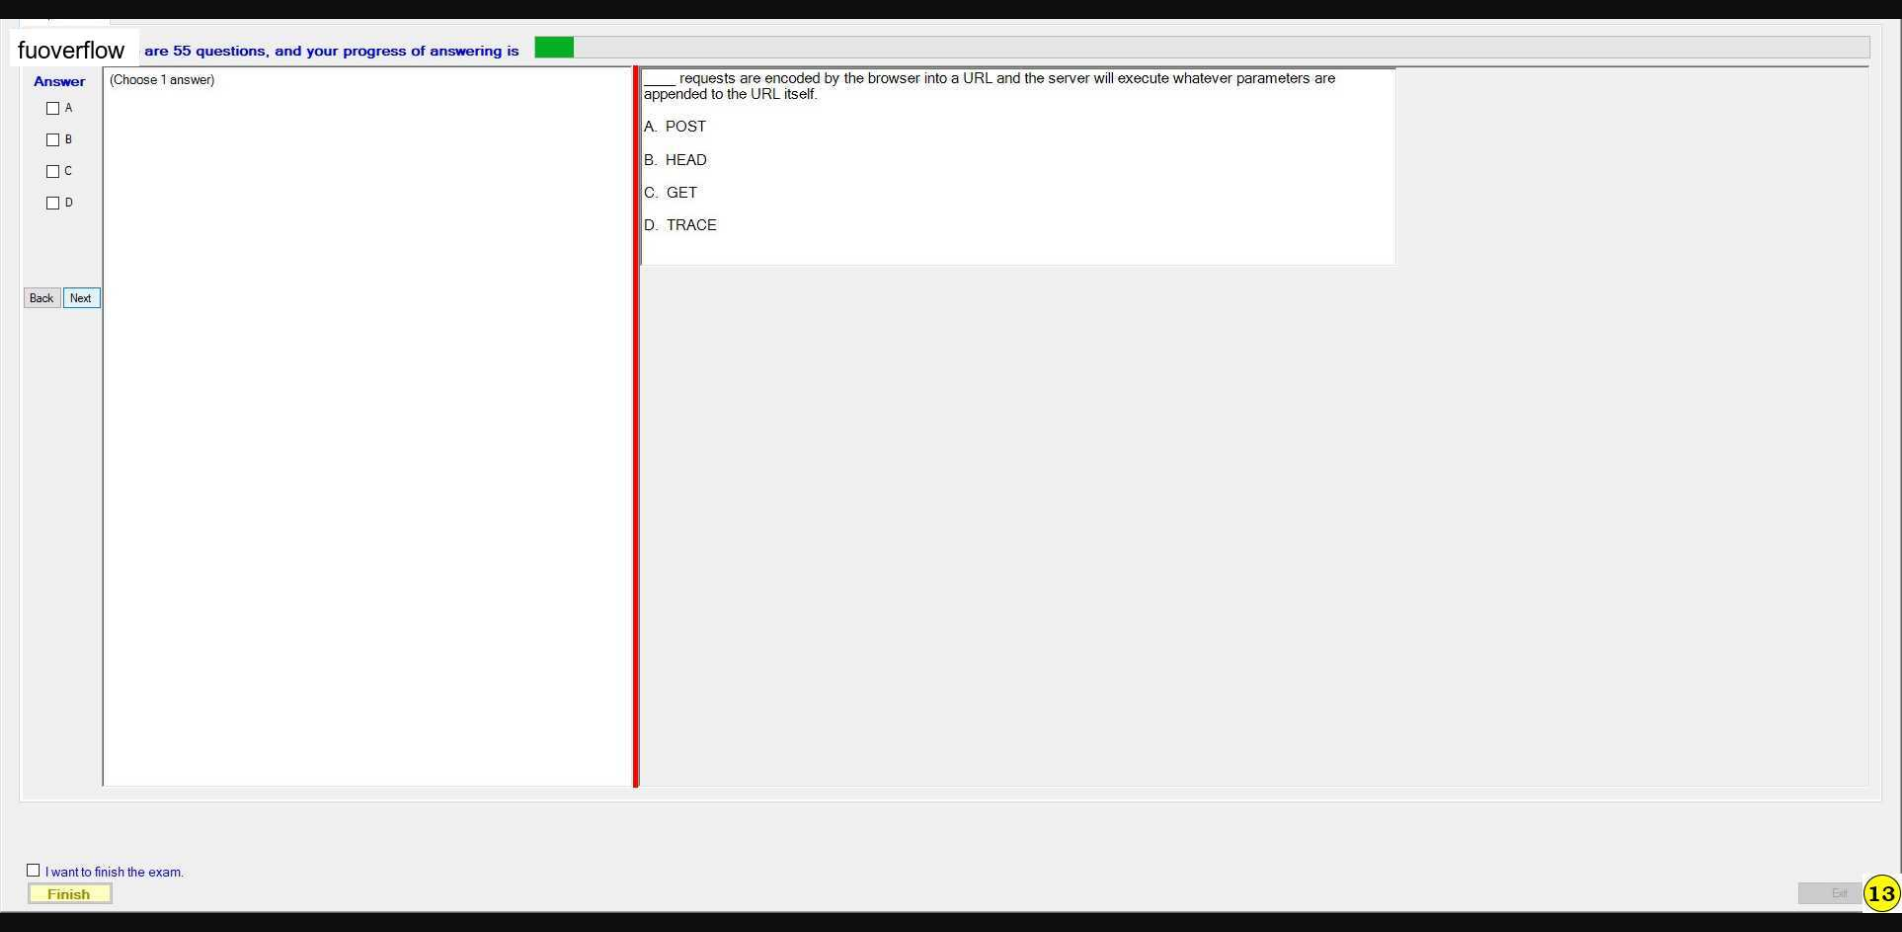 fuoverflow are 55 questions, and your progress of answering is
Answer
(Choose 1 answer)
A
B
C
D
Back Next
____ requests are encoded by the browser into a URL and the server will execute whatever parameters are
appended to the URL itself.
A. POST
B. HEAD
C. GET
D. TRACE
I want to finish the exam.
Finish
Exit
13